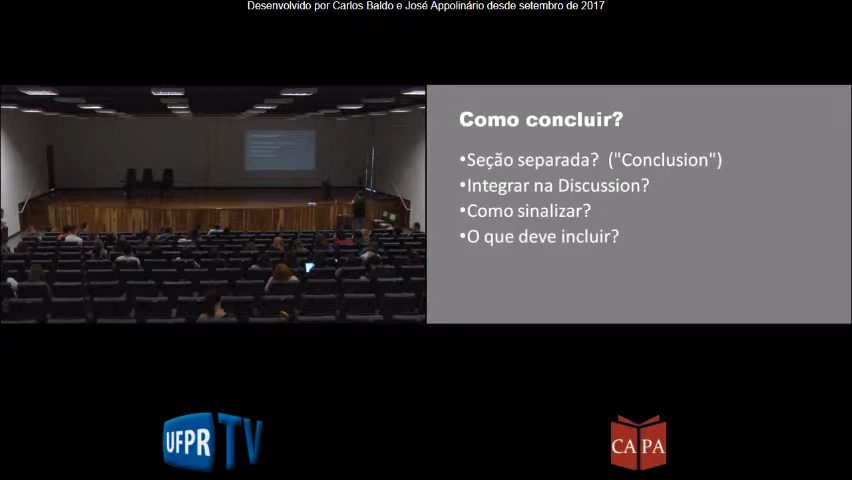 Desenvolvido por Carlos Baldo e José Appolinário desde setembro de 2017
Como concluir?
•Seção separada? ("Conclusion")
•Integrar na Discussion?
•Como sinalizar?
•O que deve incluir?
UFPR TV
CAPA